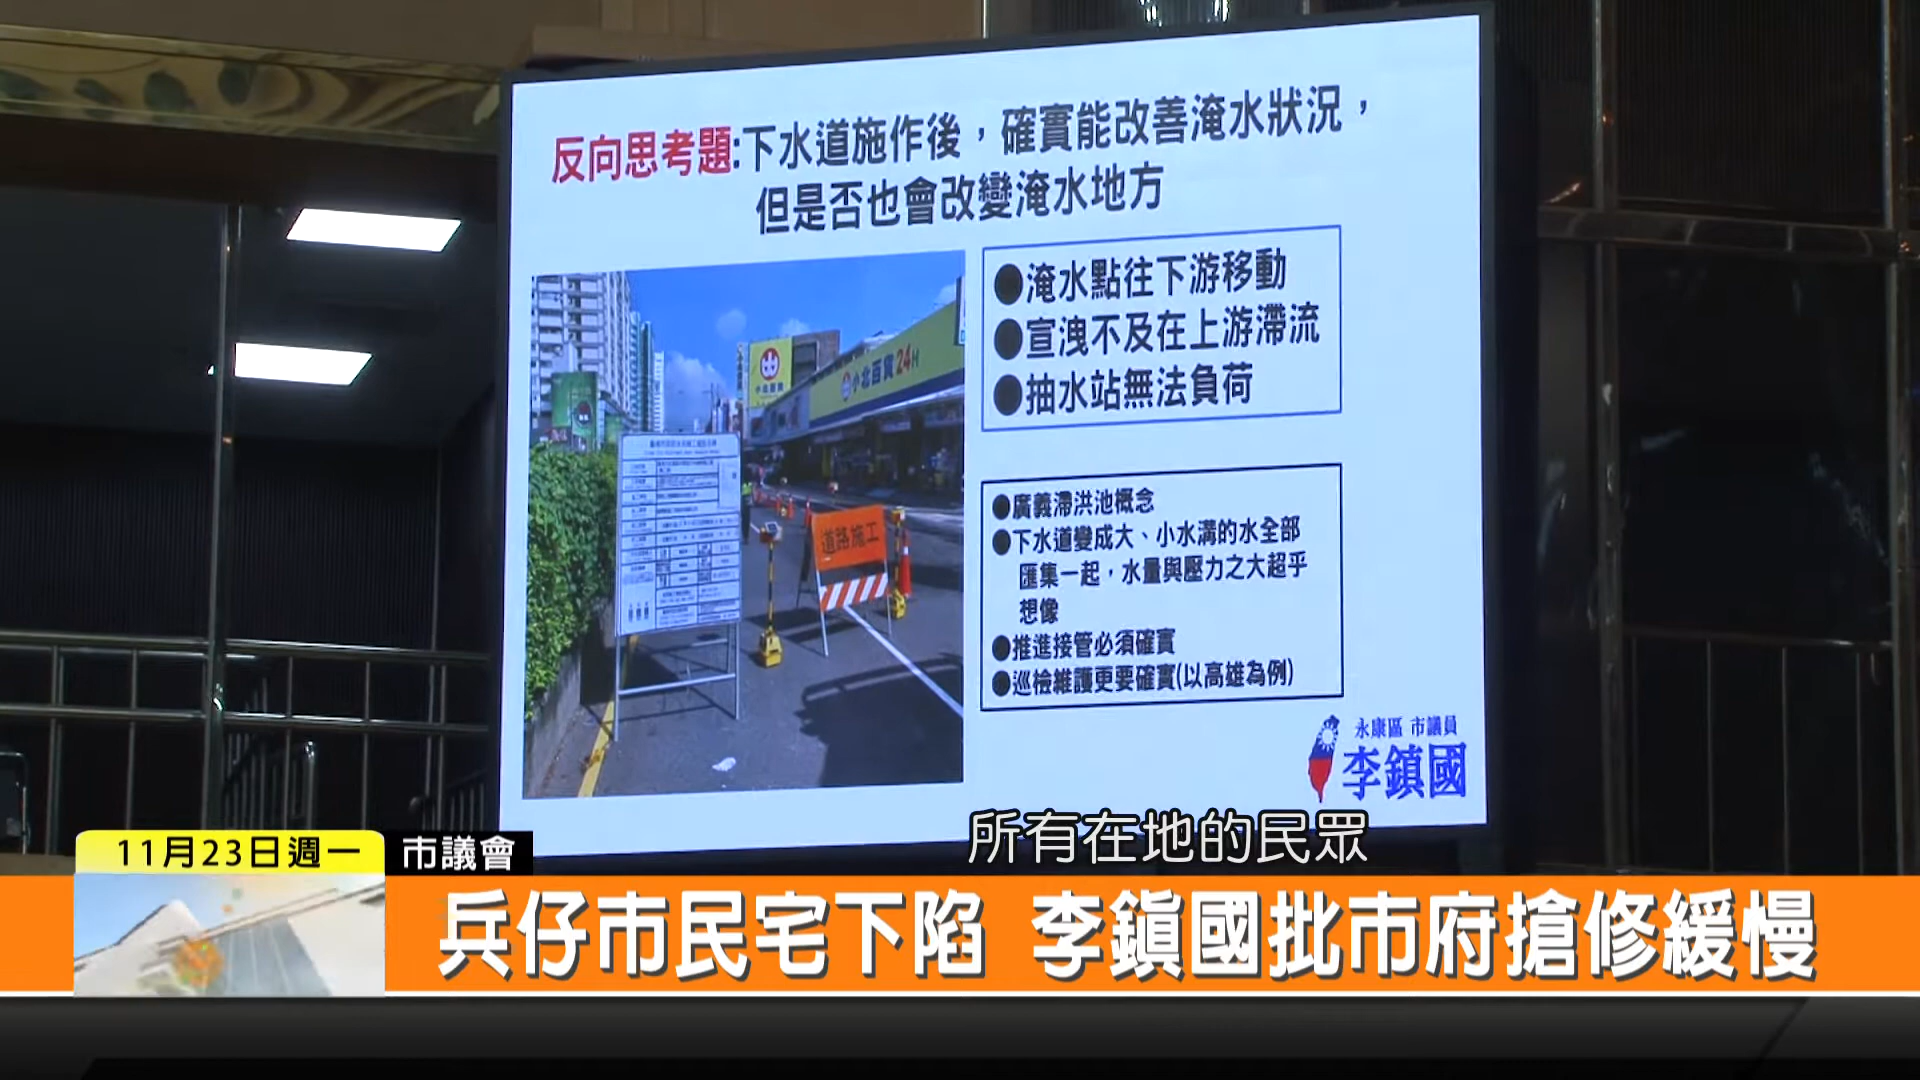 反向思考題:下水道施作後，確實能改善淹水狀況，
但是否也會改變淹水地方
●淹水點往下游移動
●宣洩不及在上游滯流
●抽水站無法負荷
小北百貨24H
道路施工
●廣義滯洪池概念
●下水道變成大、小水溝的水全部
匯集一起，水量與壓力之大超乎
想像
●推進接管必須確實
●巡檢維護更要確實(以高雄為例)
永康區 市議員
李鎮國
所有在地的民眾
11月23日週一
市議會
兵仔市民宅下陷 李鎮國批市府搶修緩慢